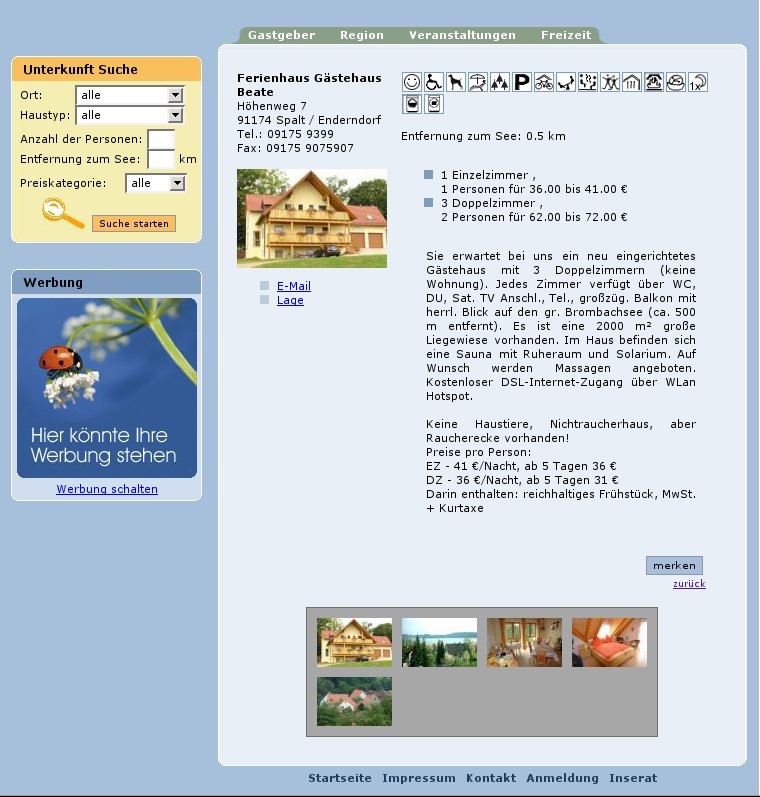 Gastgeber Region Veranstaltungen Freizeit
Unterkunft Suche
Ort: alle
Haustyp: alle
Anzahl der Personen:
Entfernung zum See: km
Preiskategorie: alle
Suche starten
Werbung
Hier könnte Ihre
Werbung stehen
Werbung schalten
Ferienhaus Gästehaus
Beate
Höhenweg 7
91174 Spalt / Enderndorf
Tel.: 09175 9399
Fax: 09175 9075907
E-Mail
Lage
P
1x
Entfernung zum See: 0.5 km
1 Einzelzimmer ,
1 Personen für 36.00 bis 41.00 €
3 Doppelzimmer ,
2 Personen für 62.00 bis 72.00 €
Sie erwartet bei uns ein neu eingerichtetes
Gästehaus mit 3 Doppelzimmern (keine
Wohnung). Jedes Zimmer verfügt über WC,
DU, Sat. TV Anschl., Tel., großzüg. Balkon mit
herrl. Blick auf den gr. Brombachsee (ca. 500
m entfernt). Es ist eine 2000 m² große
Liegewiese vorhanden. Im Haus befinden sich
eine Sauna mit Ruheraum und Solarium. Auf
Wunsch werden Massagen angeboten.
Kostenloser DSL-Internet-Zugang über WLan
Hotspot.
Keine Haustiere, Nichtraucherhaus, aber
Raucherecke vorhanden!
Preise pro Person:
EZ - 41 €/Nacht, ab 5 Tagen 36 €
DZ - 36 €/Nacht, ab 5 Tagen 31 €
Darin enthalten: reichhaltiges Frühstück, MwSt.
+ Kurtaxe
merken
zurück
Startseite Impressum Kontakt Anmeldung Inserat